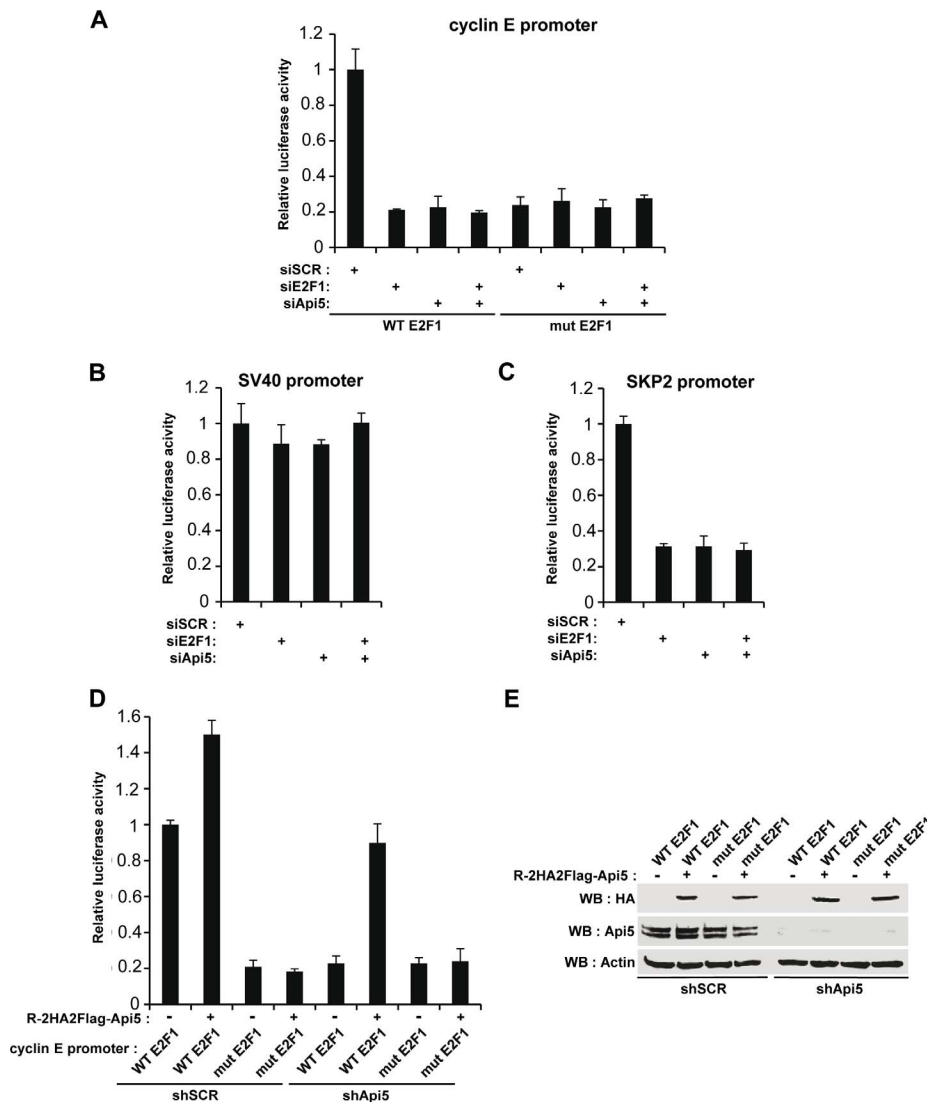 A
cyclin E promoter
Relative luciferase acivity
1.2
1
0.8
0.6
0.4
0.2
0
siSCR : + +
siE2F1: + + + +
siApi5: + + + +
WT E2F1 mut E2F1
B
SV40 promoter
Relative luciferase acivity
1.2
1
0.8
0.6
0.4
0.2
0
siSCR : +
siE2F1: + +
siApi5: + +
C
SKP2 promoter
Relative luciferase acivity
1.2
1
0.8
0.6
0.4
0.2
0
siSCR : +
siE2F1: + +
siApi5: + +
D
Relative luciferase acivity
1.6
1.4
1.2
1
0.8
0.6
0.4
0.2
0
R-2HA2Flag-Api5 : - + - + - + - +
cyclin E promoter : WT E2F1 WT E2F1 mut E2F1 mut E2F1 WT E2F1 WT E2F1 mut E2F1 mut E2F1
shSCR shApi5
E
WT E2F1 WT E2F1 mut E2F1 mut E2F1 WT E2F1 WT E2F1 mut E2F1 mut E2F1
R-2HA2Flag-Api5 : - + - + - + - +
WB : HA
WB : Api5
WB : Actin
shSCR shApi5